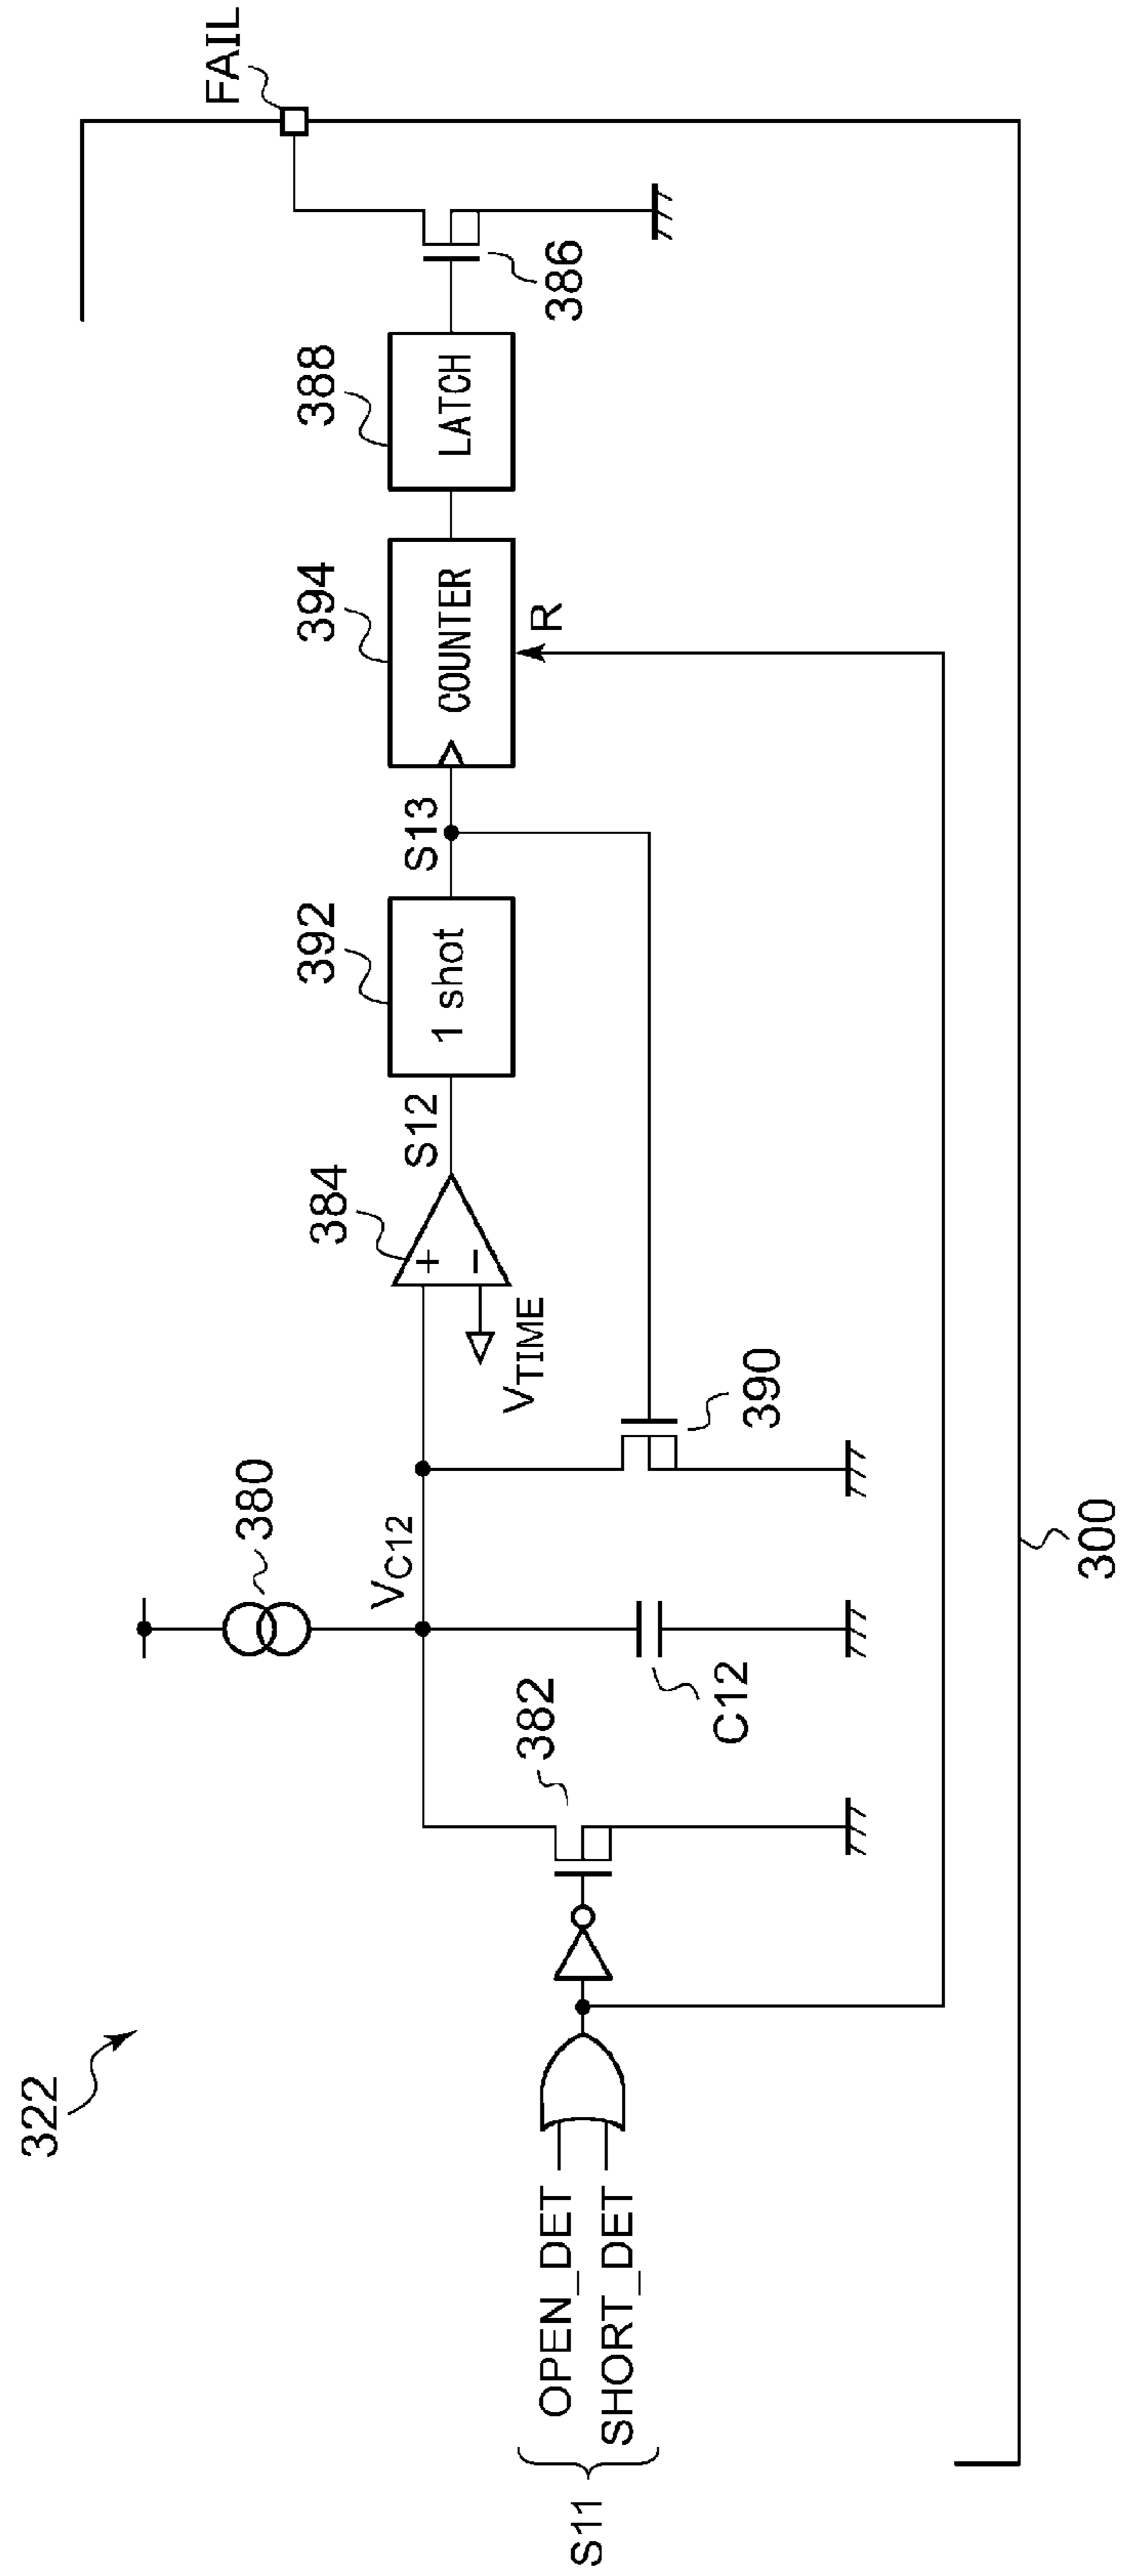 322
S11
OPEN_DET
SHORT_DET
382
C12
380
VC12
390
VTIME
+
−
384
S12
392
1 shot
S13
394
COUNTER
R
388
LATCH
386
FAIL
300